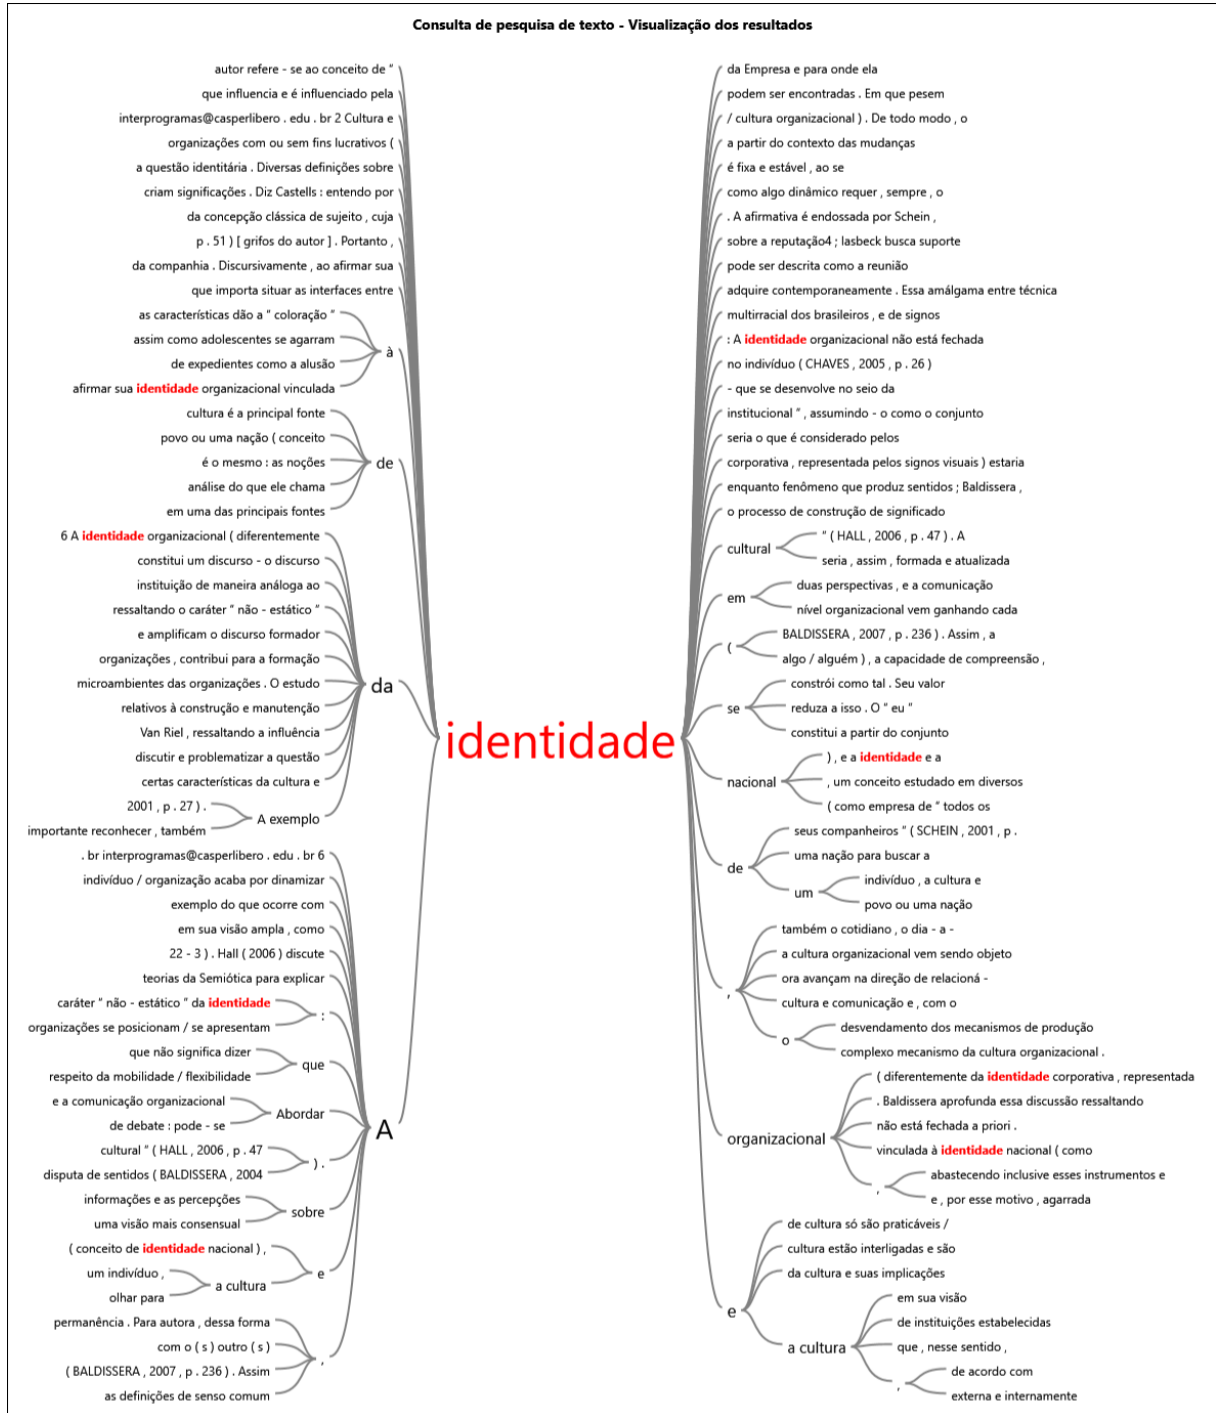 Consulta de pesquisa de texto - Visualização dos resultados
autor refere - se ao conceito de "
que influencia e é influenciado pela
interprogramas@casperlibero . edu . br 2 Cultura e
organizações com ou sem fins lucrativos (
a questão identitária . Diversas definições sobre
criam significações . Diz Castells : entendo por
da concepção clássica de sujeito , cuja
p . 51 ) [ grifos do autor ] . Portanto ,
da companhia . Discursivamente , ao afirmar sua
que importa situar as interfaces entre
as características dão a " coloração "
assim como adolescentes se agarram
de expedientes como a alusão
afirmar sua identidade organizacional vinculada
à
cultura é a principal fonte
povo ou uma nação ( conceito
é o mesmo : as noções
análise do que ele chama
em uma das principais fontes
de
6 A identidade organizacional ( diferentemente
constitui um discurso - o discurso
instituição de maneira análoga ao
ressaltando o caráter " não - estático "
e amplificam o discurso formador
organizações , contribui para a formação
microambientes das organizações . O estudo
relativos à construção e manutenção
Van Riel , ressaltando a influência
discutir e problematizar a questão
certas características da cultura e
2001 , p . 27 ) .
importante reconhecer , também
A exemplo
da
. br interprogramas@casperlibero . edu . br 6
indivíduo / organização acaba por dinamizar
exemplo do que ocorre com
em sua visão ampla , como
22 - 3 ) . Hall ( 2006 ) discute
teorias da Semiótica para explicar
caráter " não - estático " da identidade
organizações se posicionam / se apresentam
:
que não significa dizer
respeito da mobilidade / flexibilidade
que
e a comunicação organizacional
de debate : pode - se
Abordar
cultural " ( HALL , 2006 , p . 47
disputa de sentidos ( BALDISSERA , 2004
) .
informações e as percepções
uma visão mais consensual
sobre
( conceito de identidade nacional ) ,
um indivíduo ,
olhar para
a cultura
e
permanência . Para autora , dessa forma
com o ( s ) outro ( s )
( BALDISSERA , 2007 , p . 236 ) . Assim
as definições de senso comum
,
A
identidade
da Empresa e para onde ela
podem ser encontradas . Em que pesem
/ cultura organizacional ) . De todo modo , o
a partir do contexto das mudanças
é fixa e estável , ao se
como algo dinâmico requer , sempre , o
. A afirmativa é endossada por Schein ,
sobre a reputação4 ; Iasbeck busca suporte
pode ser descrita como a reunião
adquire contemporaneamente . Essa amálgama entre técnica
multirracial dos brasileiros , e de signos
: A identidade organizacional não está fechada
no indivíduo ( CHAVES , 2005 , p . 26 )
- que se desenvolve no seio da
institucional " , assumindo - o como o conjunto
seria o que é considerado pelos
corporativa , representada pelos signos visuais ) estaria
enquanto fenômeno que produz sentidos ; Baldissera ,
o processo de construção de significado
cultural
" ( HALL , 2006 , p . 47 ) . A
seria , assim , formada e atualizada
em
duas perspectivas , e a comunicação
nível organizacional vem ganhando cada
(
BALDISSERA , 2007 , p . 236 ) . Assim , a
algo / alguém ) , a capacidade de compreensão ,
se
constrói como tal . Seu valor
reduza a isso . O " eu "
constitui a partir do conjunto
nacional
) , e a identidade e a
, um conceito estudado em diversos
( como empresa de " todos os
de
seus companheiros " ( SCHEIN , 2001 , p .
uma nação para buscar a
um
indivíduo , a cultura e
povo ou uma nação
,
também o cotidiano , o dia - a -
a cultura organizacional vem sendo objeto
ora avançam na direção de relacioná -
cultura e comunicação e , com o
o
desvendamento dos mecanismos de produção
complexo mecanismo da cultura organizacional .
organizacional
( diferentemente da identidade corporativa , representada
. Baldissera aprofunda essa discussão ressaltando
não está fechada a priori .
vinculada à identidade nacional ( como
,
abastecendo inclusive esses instrumentos e
e , por esse motivo , agarrada
e
de cultura só são praticáveis /
cultura estão interligadas e são
da cultura e suas implicações
a cultura
em sua visão
de instituições estabelecidas
que , nesse sentido ,
,
de acordo com
externa e internamente